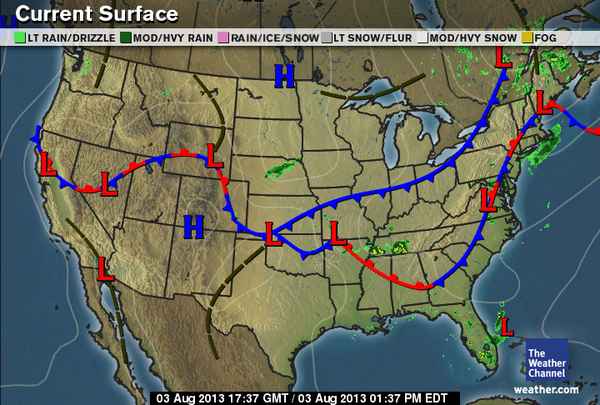 Current Surface
LT RAIN/DRIZZLE MOD/HVY RAIN RAIN/ICE/SNOW LT SNOW/FLUR MOD/HVY SNOW FOG
L
H
L
L
L
L
L
H
L
L
L
L
The Weather Channel
weather.com
03 Aug 2013 17:37 GMT / 03 Aug 2013 01:37 PM EDT